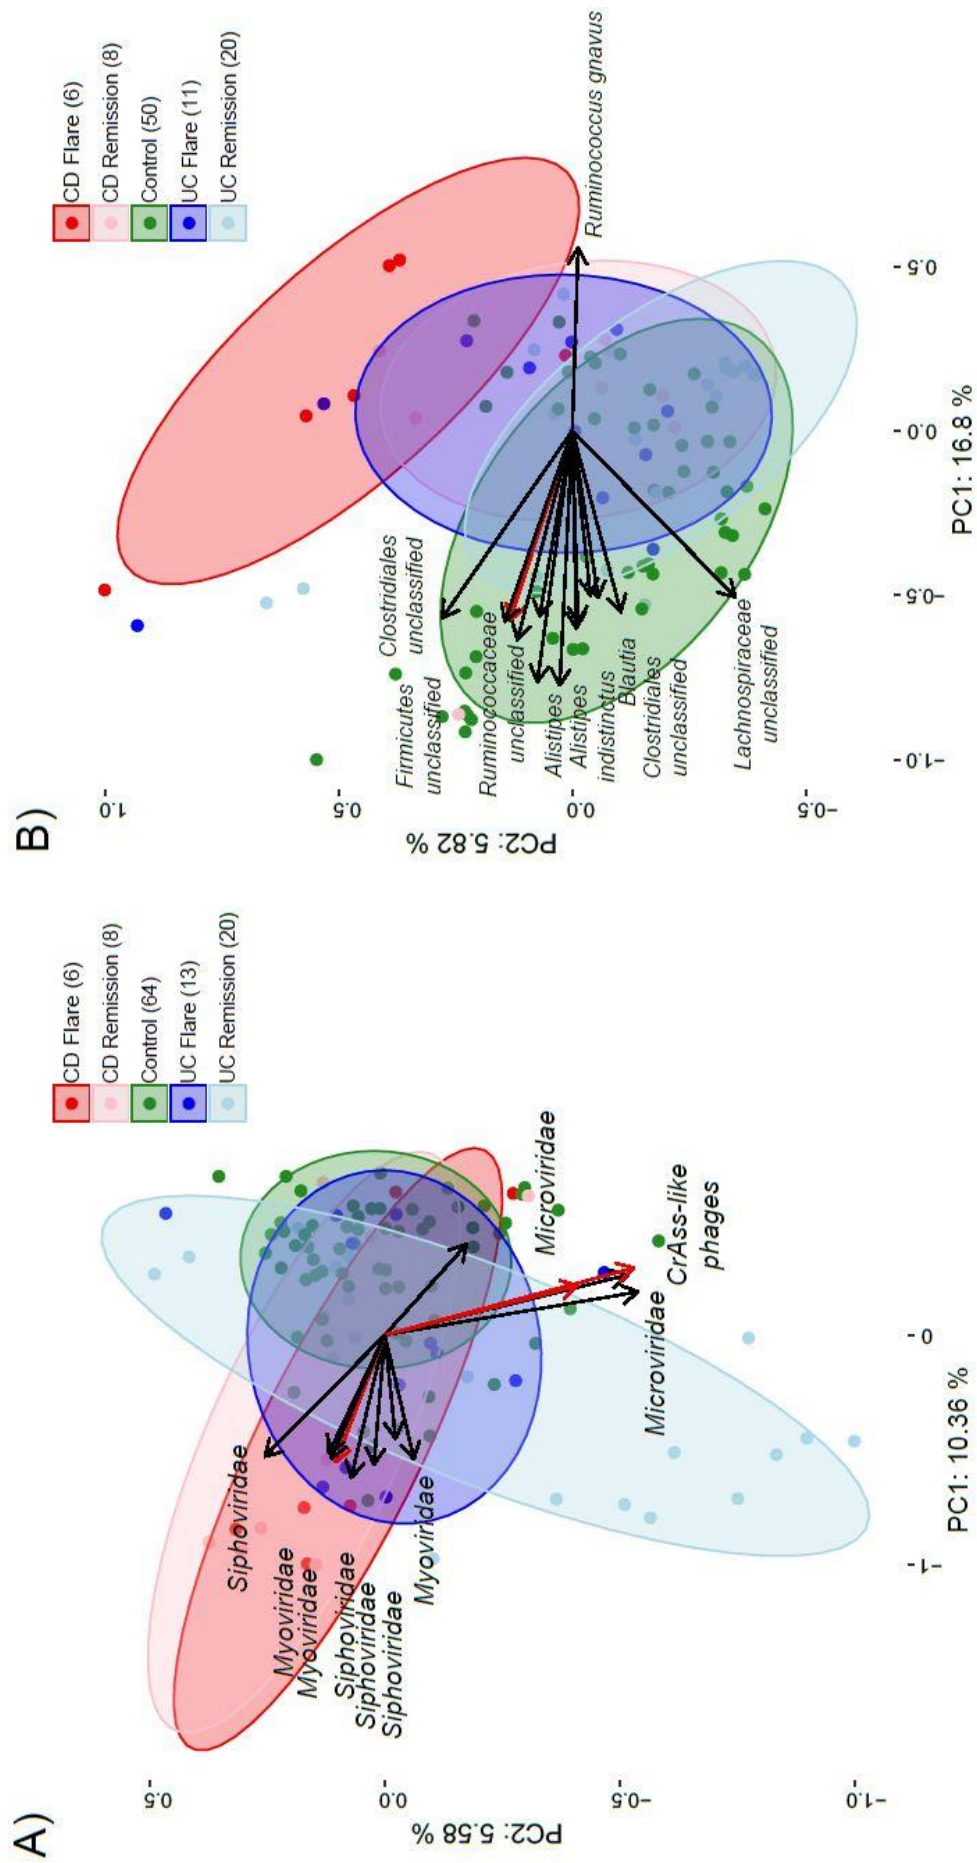 A)
CD Flare (6)
CD Remission (8)
Control (64)
UC Flare (13)
UC Remission (20)
PC2: 5.58 %
0.5
0.0
-0.5
-1.0
Siphoviridae
Myoviridae
Myoviridae
Siphoviridae
Siphoviridae
Siphoviridae
Myoviridae
Microviridae
Microviridae
CrAss-like
phages
-1
0
PC1: 10.36 %
B)
CD Flare (6)
CD Remission (8)
Control (50)
UC Flare (11)
UC Remission (20)
PC2: 5.82 %
1.0
0.5
0.0
-0.5
Clostridiales
unclassified
Firmicutes
unclassified
Ruminococcaceae
unclassified
Alistipes
Alistipes
indistinctus
Blautia
Clostridiales
unclassified
Lachnospiraceae
unclassified
Ruminococcus gnavus
-1.0
-0.5
0.0
0.5
PC1: 16.8 %